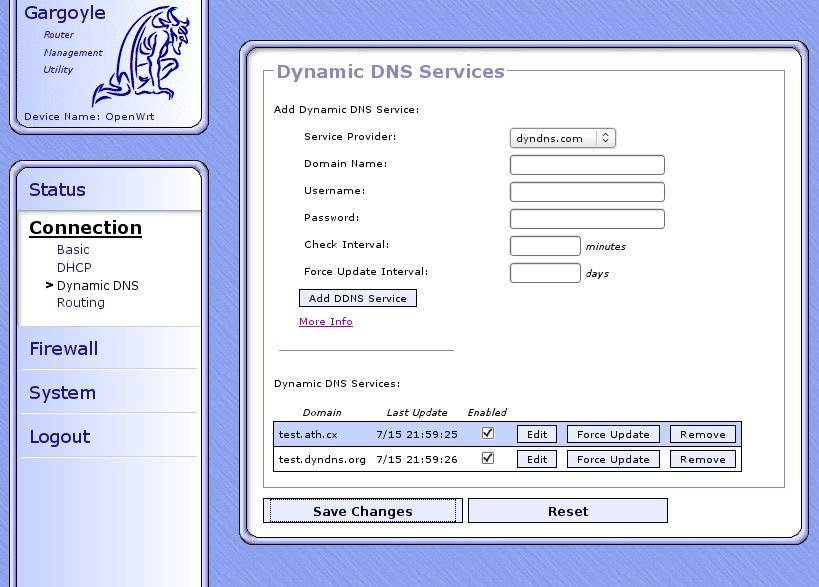 Gargoyle
Router
Management
Utility
Device Name: OpenWrt
Status
Connection
Basic
DHCP
> Dynamic DNS
Routing
Firewall
System
Logout
Dynamic DNS Services
Add Dynamic DNS Service:
Service Provider: dyndns.com
Domain Name:
Username:
Password:
Check Interval: minutes
Force Update Interval: days
Add DDNS Service
More Info
Dynamic DNS Services:
Domain Last Update Enabled
test.ath.cx 7/15 21:59:25 Edit Force Update Remove
test.dyndns.org 7/15 21:59:26 Edit Force Update Remove
Save Changes Reset